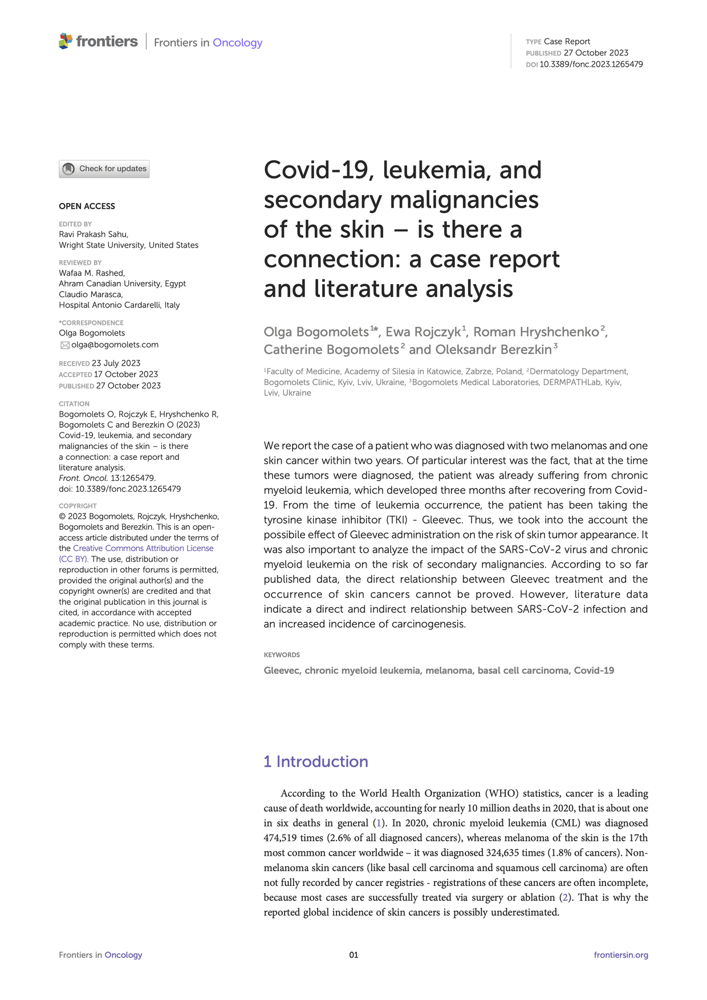 frontiers | Frontiers in Oncology
TYPE Case Report
PUBLISHED 27 October 2023
DOI 10.3389/fonc.2023.1265479
Check for updates
OPEN ACCESS
EDITED BY
Ravi Prakash Sahu,
Wright State University, United States
REVIEWED BY
Wafaa M. Rashed,
Ahram Canadian University, Egypt
Claudio Marasca,
Hospital Antonio Cardarelli, Italy
*CORRESPONDENCE
Olga Bogomolets
olga@bogomolets.com
RECEIVED 23 July 2023
ACCEPTED 17 October 2023
PUBLISHED 27 October 2023
CITATION
Bogomolets O, Rojczyk E, Hryshchenko R,
Bogomolets C and Berezkin O (2023)
Covid-19, leukemia, and secondary
malignancies of the skin – is there
a connection: a case report and
literature analysis.
Front. Oncol. 13:1265479.
doi: 10.3389/fonc.2023.1265479
COPYRIGHT
© 2023 Bogomolets, Rojczyk, Hryshchenko,
Bogomolets and Berezkin. This is an open-
access article distributed under the terms of
the Creative Commons Attribution License
(CC BY). The use, distribution or
reproduction in other forums is permitted,
provided the original author(s) and the
copyright owner(s) are credited and that
the original publication in this journal is
cited, in accordance with accepted
academic practice. No use, distribution or
reproduction is permitted which does not
comply with these terms.
Covid-19, leukemia, and
secondary malignancies
of the skin – is there a
connection: a case report
and literature analysis
Olga Bogomolets1*, Ewa Rojczyk1, Roman Hryshchenko2,
Catherine Bogomolets2 and Oleksandr Berezkin3
1Faculty of Medicine, Academy of Silesia in Katowice, Zabrze, Poland, 2Dermatology Department,
Bogomolets Clinic, Kyiv, Lviv, Ukraine, 3Bogomolets Medical Laboratories, DERMPATHLab, Kyiv,
Lviv, Ukraine
We report the case of a patient who was diagnosed with two melanomas and one
skin cancer within two years. Of particular interest was the fact, that at the time
these tumors were diagnosed, the patient was already suffering from chronic
myeloid leukemia, which developed three months after recovering from Covid-
19. From the time of leukemia occurrence, the patient has been taking the
tyrosine kinase inhibitor (TKI) - Gleevec. Thus, we took into the account the
possibile effect of Gleevec administration on the risk of skin tumor appearance. It
was also important to analyze the impact of the SARS-CoV-2 virus and chronic
myeloid leukemia on the risk of secondary malignancies. According to so far
published data, the direct relationship between Gleevec treatment and the
occurrence of skin cancers cannot be proved. However, literature data
indicate a direct and indirect relationship between SARS-CoV-2 infection and
an increased incidence of carcinogenesis.
KEYWORDS
Gleevec, chronic myeloid leukemia, melanoma, basal cell carcinoma, Covid-19
1 Introduction
According to the World Health Organization (WHO) statistics, cancer is a leading
cause of death worldwide, accounting for nearly 10 million deaths in 2020, that is about one
in six deaths in general (1). In 2020, chronic myeloid leukemia (CML) was diagnosed
474,519 times (2.6% of all diagnosed cancers), whereas melanoma of the skin is the 17th
most common cancer worldwide – it was diagnosed 324,635 times (1.8% of cancers). Non-
melanoma skin cancers (like basal cell carcinoma and squamous cell carcinoma) are often
not fully recorded by cancer registries - registrations of these cancers are often incomplete,
because most cases are successfully treated via surgery or ablation (2). That is why the
reported global incidence of skin cancers is possibly underestimated.
Frontiers in Oncology
01
frontiersin.org